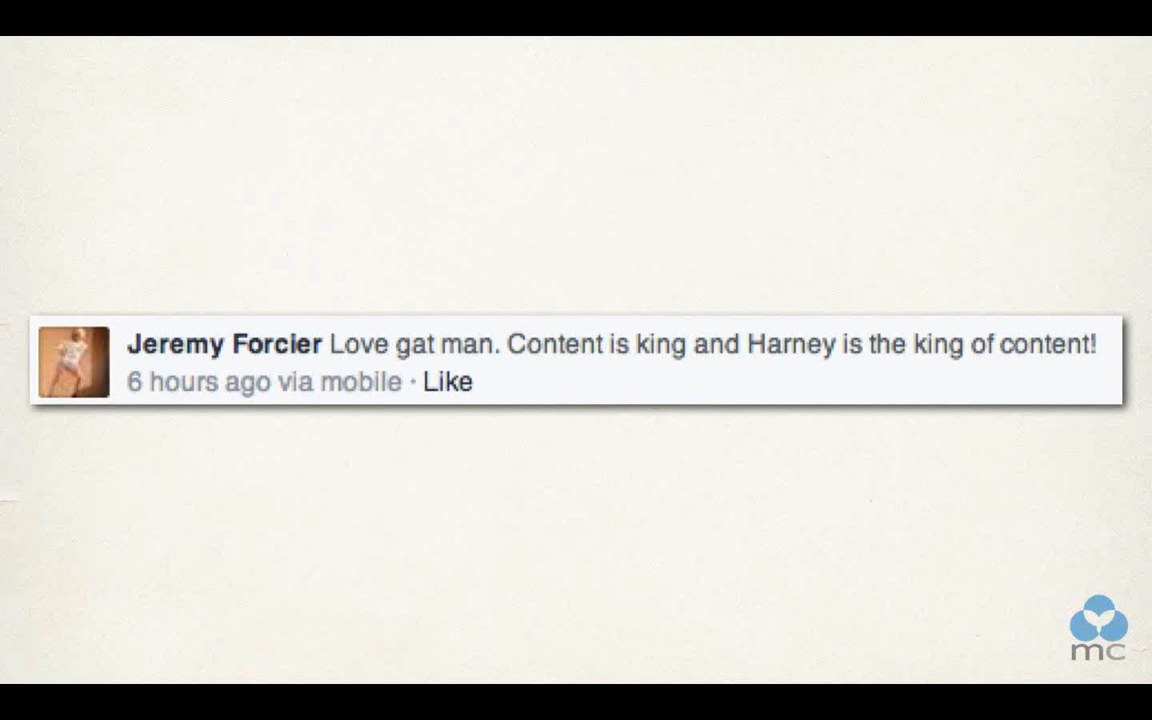 Jeremy Forcier Love gat man. Content is king and Harney is the king of content!
6 hours ago via mobile · Like
mc